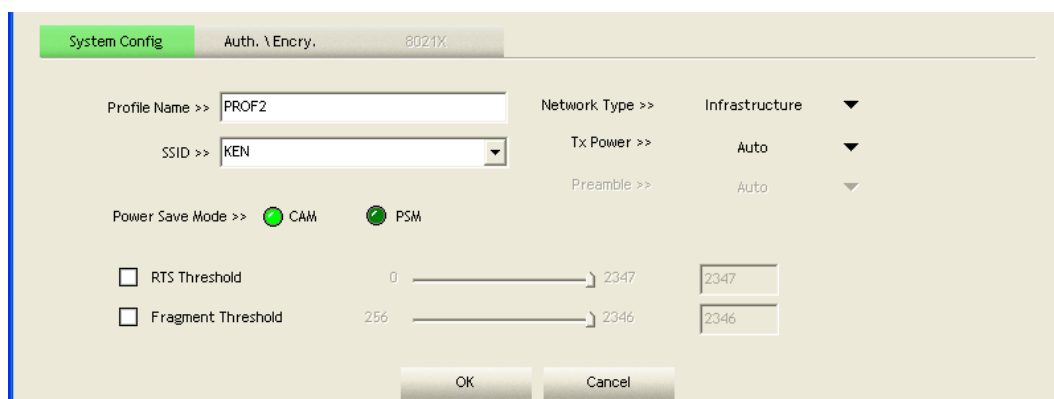 System Config Auth. \ Encry. 8021X
Profile Name >> PROF2 Network Type >> Infrastructure
SSID >> KEN Tx Power >> Auto
Preamble >> Auto
Power Save Mode >> CAM PSM
RTS Threshold 0 2347 2347
Fragment Threshold 256 2346 2346
OK Cancel